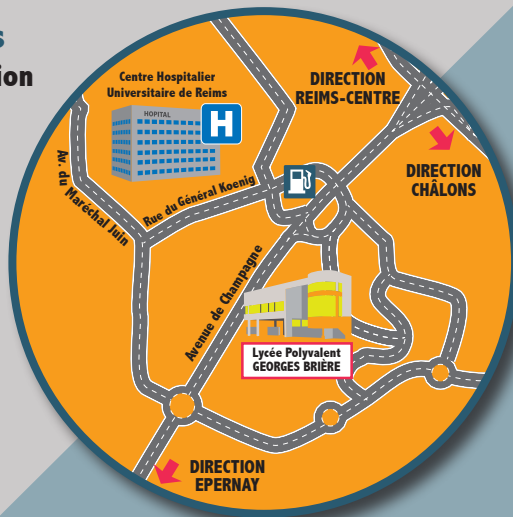 s
ion
Centre Hospitalier
Universitaire de Reims
HOPITAL
H
DIRECTION
REIMS-CENTRE
DIRECTION
CHÂLONS
Av. du
Maréchal Juin
Rue du Général Koenig
Avenue de Champagne
Lycée Polyvalent
GEORGES BRIÈRE
DIRECTION
EPERNAY